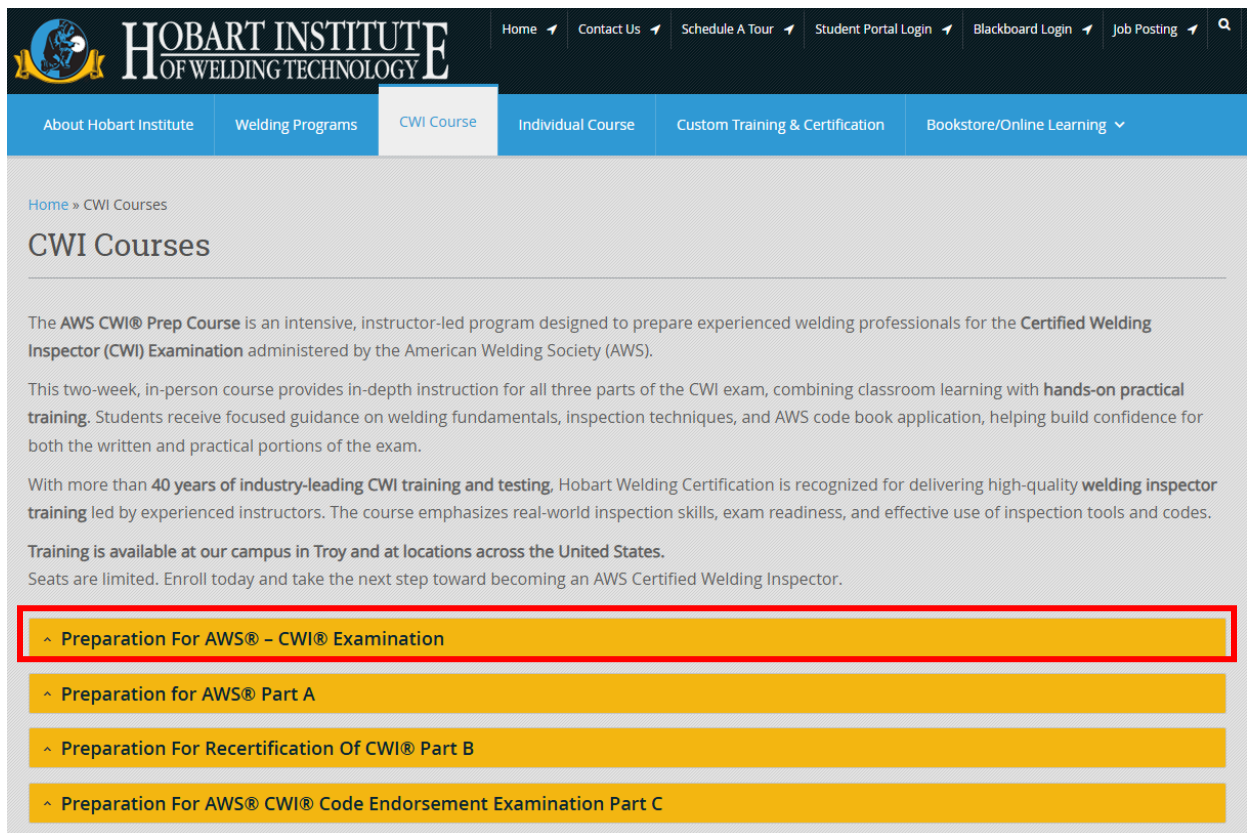 HOBART INSTITUTE
OF WELDING TECHNOLOGY
Home Contact Us Schedule A Tour Student Portal Login Blackboard Login Job Posting
About Hobart Institute Welding Programs CWI Course Individual Course Custom Training & Certification Bookstore/Online Learning
Home » CWI Courses
CWI Courses
The AWS CWI® Prep Course is an intensive, instructor-led program designed to prepare experienced welding professionals for the Certified Welding
Inspector (CWI) Examination administered by the American Welding Society (AWS).
This two-week, in-person course provides in-depth instruction for all three parts of the CWI exam, combining classroom learning with hands-on practical
training. Students receive focused guidance on welding fundamentals, inspection techniques, and AWS code book application, helping build confidence for
both the written and practical portions of the exam.
With more than 40 years of industry-leading CWI training and testing, Hobart Welding Certification is recognized for delivering high-quality welding inspector
training led by experienced instructors. The course emphasizes real-world inspection skills, exam readiness, and effective use of inspection tools and codes.
Training is available at our campus in Troy and at locations across the United States.
Seats are limited. Enroll today and take the next step toward becoming an AWS Certified Welding Inspector.
Preparation For AWS® – CWI® Examination
Preparation for AWS® Part A
Preparation For Recertification Of CWI® Part B
Preparation For AWS® CWI® Code Endorsement Examination Part C